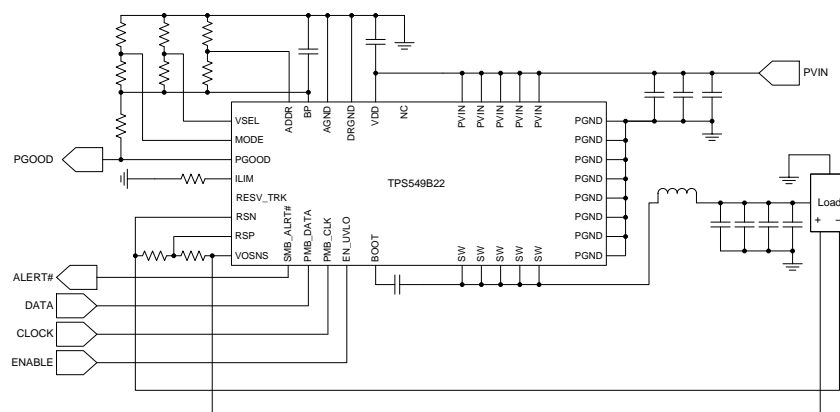 PVIN
ADDR
BP
AGND
DRGND
VDD
NC
PVIN
PVIN
PVIN
PVIN
PVIN
VSEL
MODE
PGOOD
PGOOD
ILIM
RESV_TRK
RSN
RSP
VOSNS
TPS549B22
PGND
PGND
PGND
PGND
PGND
PGND
PGND
PGND
SMB_ALRT#
PMB_DATA
PMB_CLK
EN_UVLO
BOOT
SW
SW
SW
SW
SW
Load
+ –
ALERT#
DATA
CLOCK
ENABLE